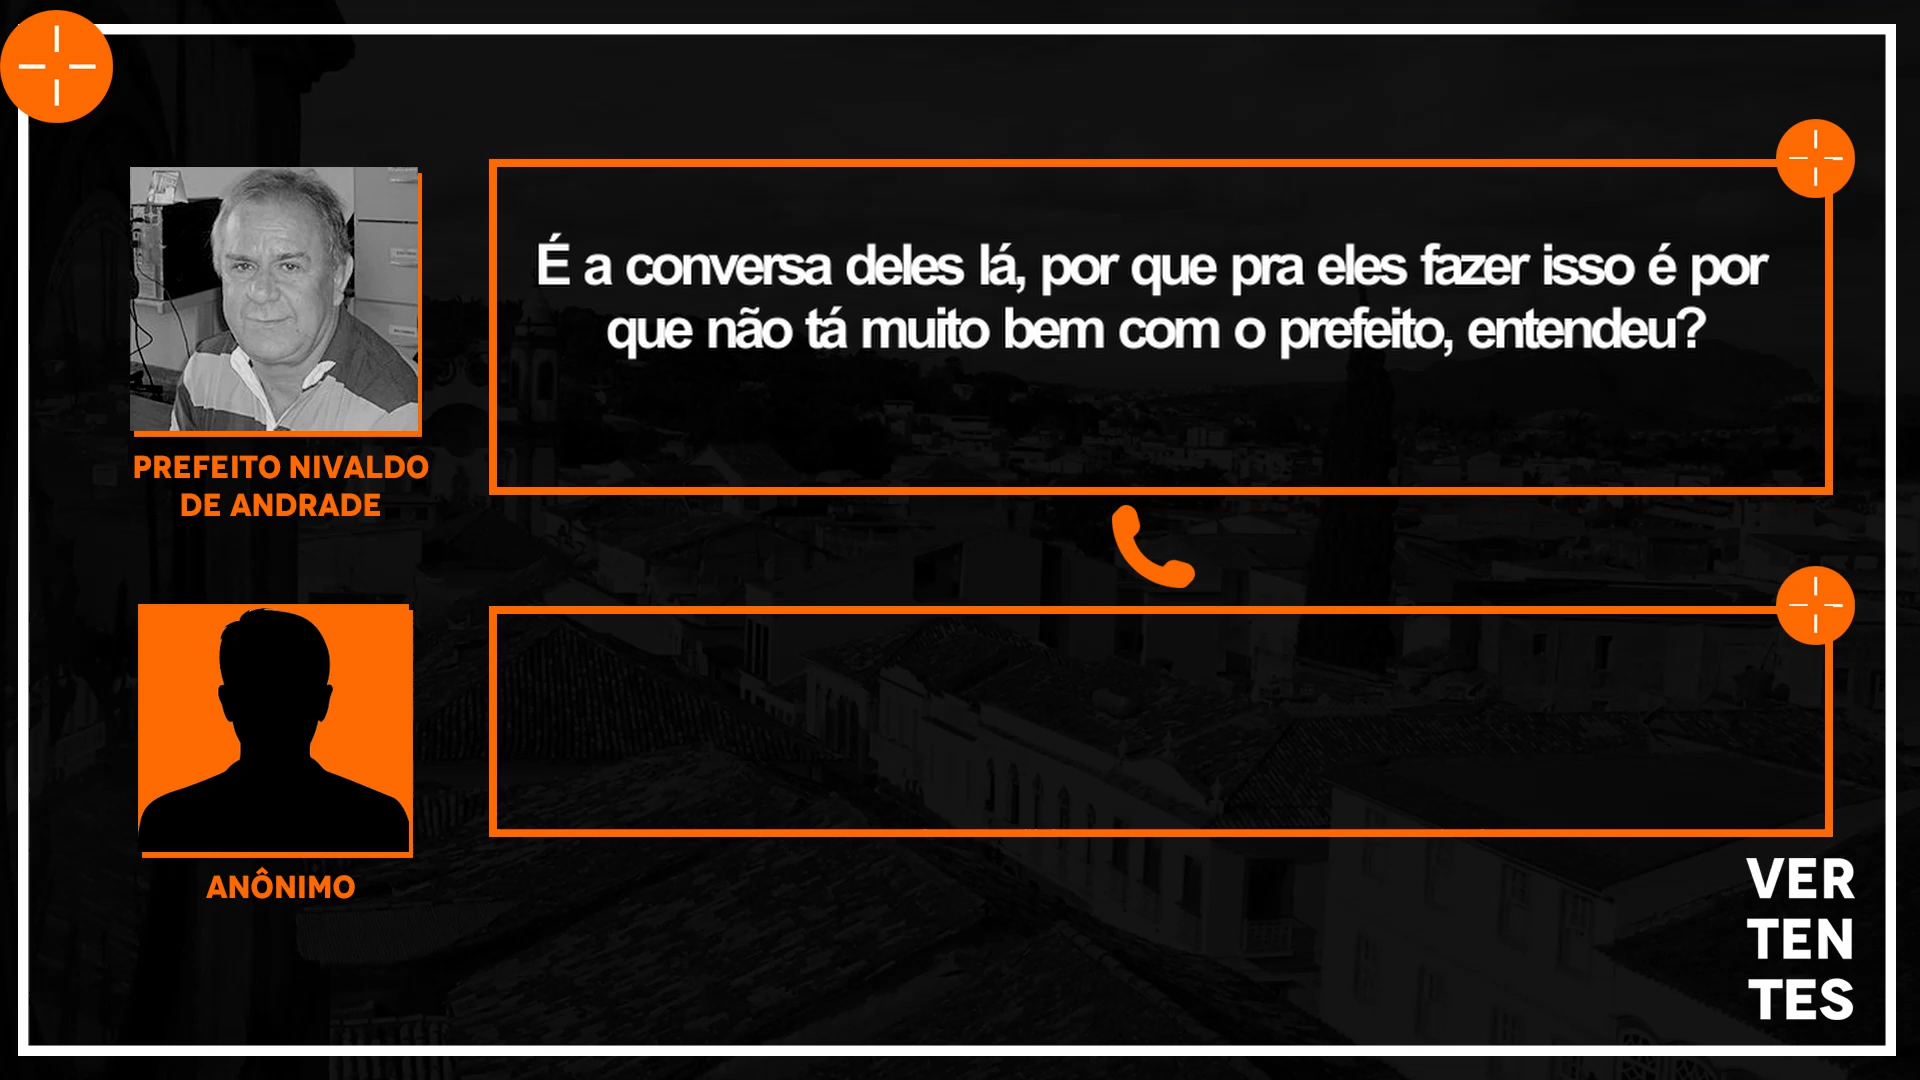 É a conversa deles lá, por que pra eles fazer isso é por
que não tá muito bem com o prefeito, entendeu?
PREFEITO NIVALDO
DE ANDRADE
ANÔNIMO
VER
TEN
TES